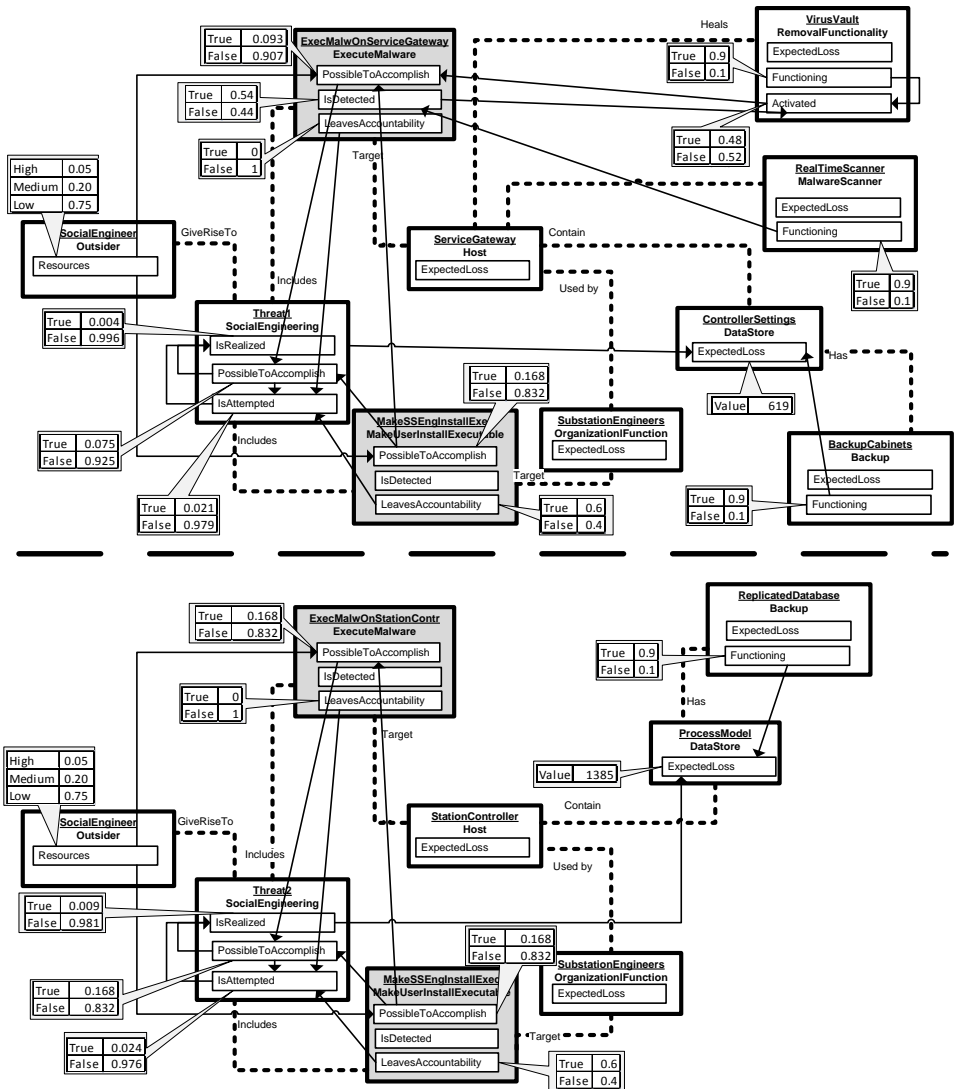 ExecMalwOnServiceGateway
ExecuteMalware
PossibleToAccomplish
IsDetected
LeavesAccountability
True 0.093
False 0.907
True 0.54
False 0.44
True 0
False 1
Heals
VirusVault
RemovalFunctionality
ExpectedLoss
Functioning
Activated
True 0.9
False 0.1
True 0.48
False 0.52
Target
RealTimeScanner
MalwareScanner
ExpectedLoss
Functioning
True 0.9
False 0.1
High 0.05
Medium 0.20
Low 0.75
SocialEngineer
Outsider
Resources
GiveRiseTo
Includes
ServiceGateway
Host
ExpectedLoss
Contain
Used by
Threat1
SocialEngineering
IsRealized
PossibleToAccomplish
IsAttempted
True 0.004
False 0.996
True 0.075
False 0.925
True 0.021
False 0.979
ControllerSettings
DataStore
ExpectedLoss
Has
Value 619
True 0.168
False 0.832
Includes
MakeSSEngInstallExe
MakeUserInstallExecutable
PossibleToAccomplish
IsDetected
LeavesAccountability
Target
True 0.6
False 0.4
SubstationEngineers
OrganizationlFunction
ExpectedLoss
BackupCabinets
Backup
ExpectedLoss
Functioning
True 0.9
False 0.1
ExecMalwOnStationContr
ExecuteMalware
PossibleToAccomplish
IsDetected
LeavesAccountability
True 0.168
False 0.832
True 0
False 1
Target
ReplicatedDatabase
Backup
ExpectedLoss
Functioning
True 0.9
False 0.1
Has
ProcessModel
DataStore
ExpectedLoss
Value 1385
High 0.05
Medium 0.20
Low 0.75
SocialEngineer
Outsider
Resources
GiveRiseTo
Includes
StationController
Host
ExpectedLoss
Contain
Used by
Threat2
SocialEngineering
IsRealized
PossibleToAccomplish
IsAttempted
True 0.009
False 0.981
True 0.168
False 0.832
True 0.024
False 0.976
Includes
True 0.168
False 0.832
MakeSSEngInstallExec
MakeUserInstallExecutable
PossibleToAccomplish
IsDetected
LeavesAccountability
Target
True 0.6
False 0.4
SubstationEngineers
OrganizationlFunction
ExpectedLoss